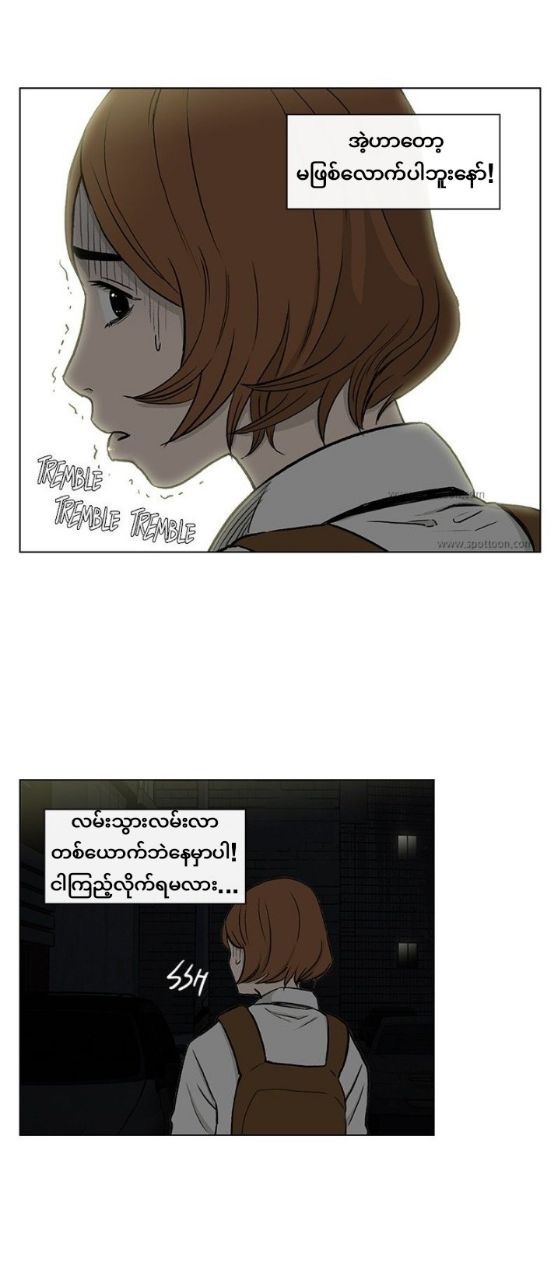 အဲ့ဟာတော့
မဖြစ်လောက်ပါဘူးနော်!
TREMBLE
TREMBLE TREMBLE
www.spottoon.com
လမ်းသွားလမ်းလာ
တစ်ယောက်ဘဲနေမှာပါ!
ငါကြည့်လိုက်ရမလား...
SSH